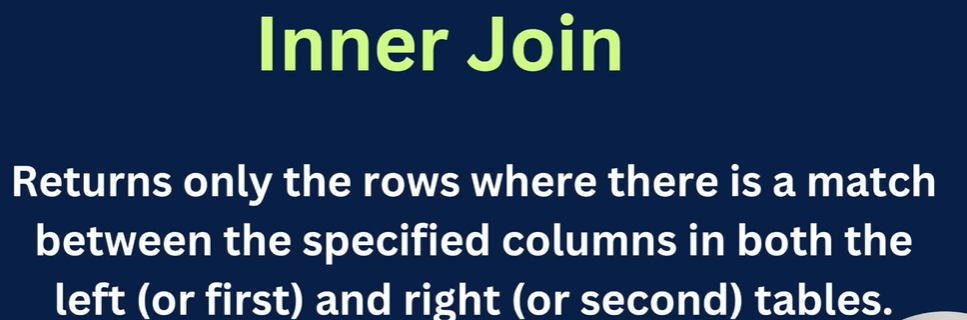 Inner Join
Returns only the rows where there is a match
between the specified columns in both the
left (or first) and right (or second) tables.